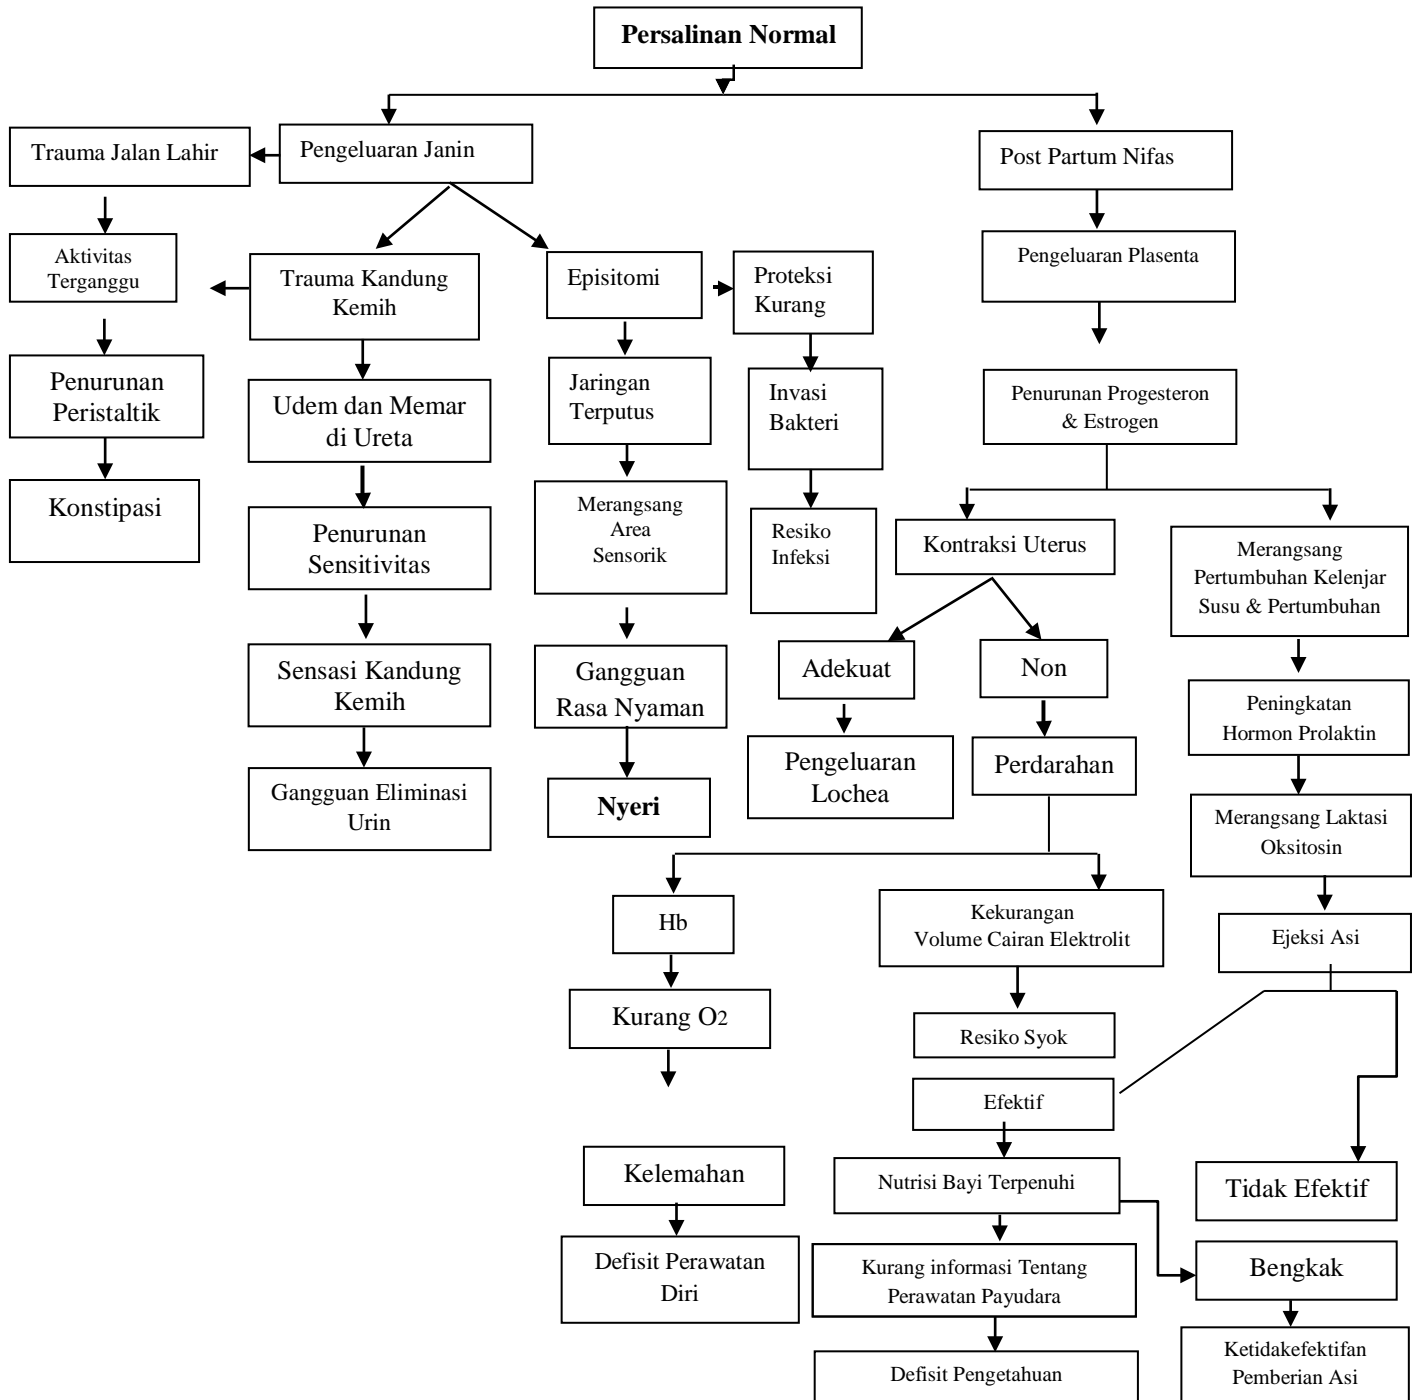 Persalinan Normal
Trauma Jalan Lahir
Pengeluaran Janin
Post Partum Nifas
Aktivitas
Terganggu
Trauma Kandung
Kemih
Episitomi
Proteksi
Kurang
Pengeluaran Plasenta
Penurunan
Peristaltik
Udem dan Memar
di Ureta
Jaringan
Terputus
Invasi
Bakteri
Penurunan Progesteron
& Estrogen
Konstipasi
Penurunan
Sensitivitas
Merangsang
Area
Sensorik
Resiko
Infeksi
Kontraksi Uterus
Merangsang
Pertumbuhan Kelenjar
Susu & Pertumbuhan
Sensasi Kandung
Kemih
Gangguan
Rasa Nyaman
Adekuat
Non
Peningkatan
Hormon Prolaktin
Gangguan Eliminasi
Urin
Nyeri
Pengeluaran
Lochea
Perdarahan
Merangsang Laktasi
Oksitosin
Hb
Kekurangan
Volume Cairan Elektrolit
Ejeksi Asi
Kurang O2
Resiko Syok
Efektif
Kelemahan
Nutrisi Bayi Terpenuhi
Tidak Efektif
Defisit Perawatan
Diri
Kurang informasi Tentang
Perawatan Payudara
Bengkak
Defisit Pengetahuan
Ketidakefektifan
Pemberian Asi